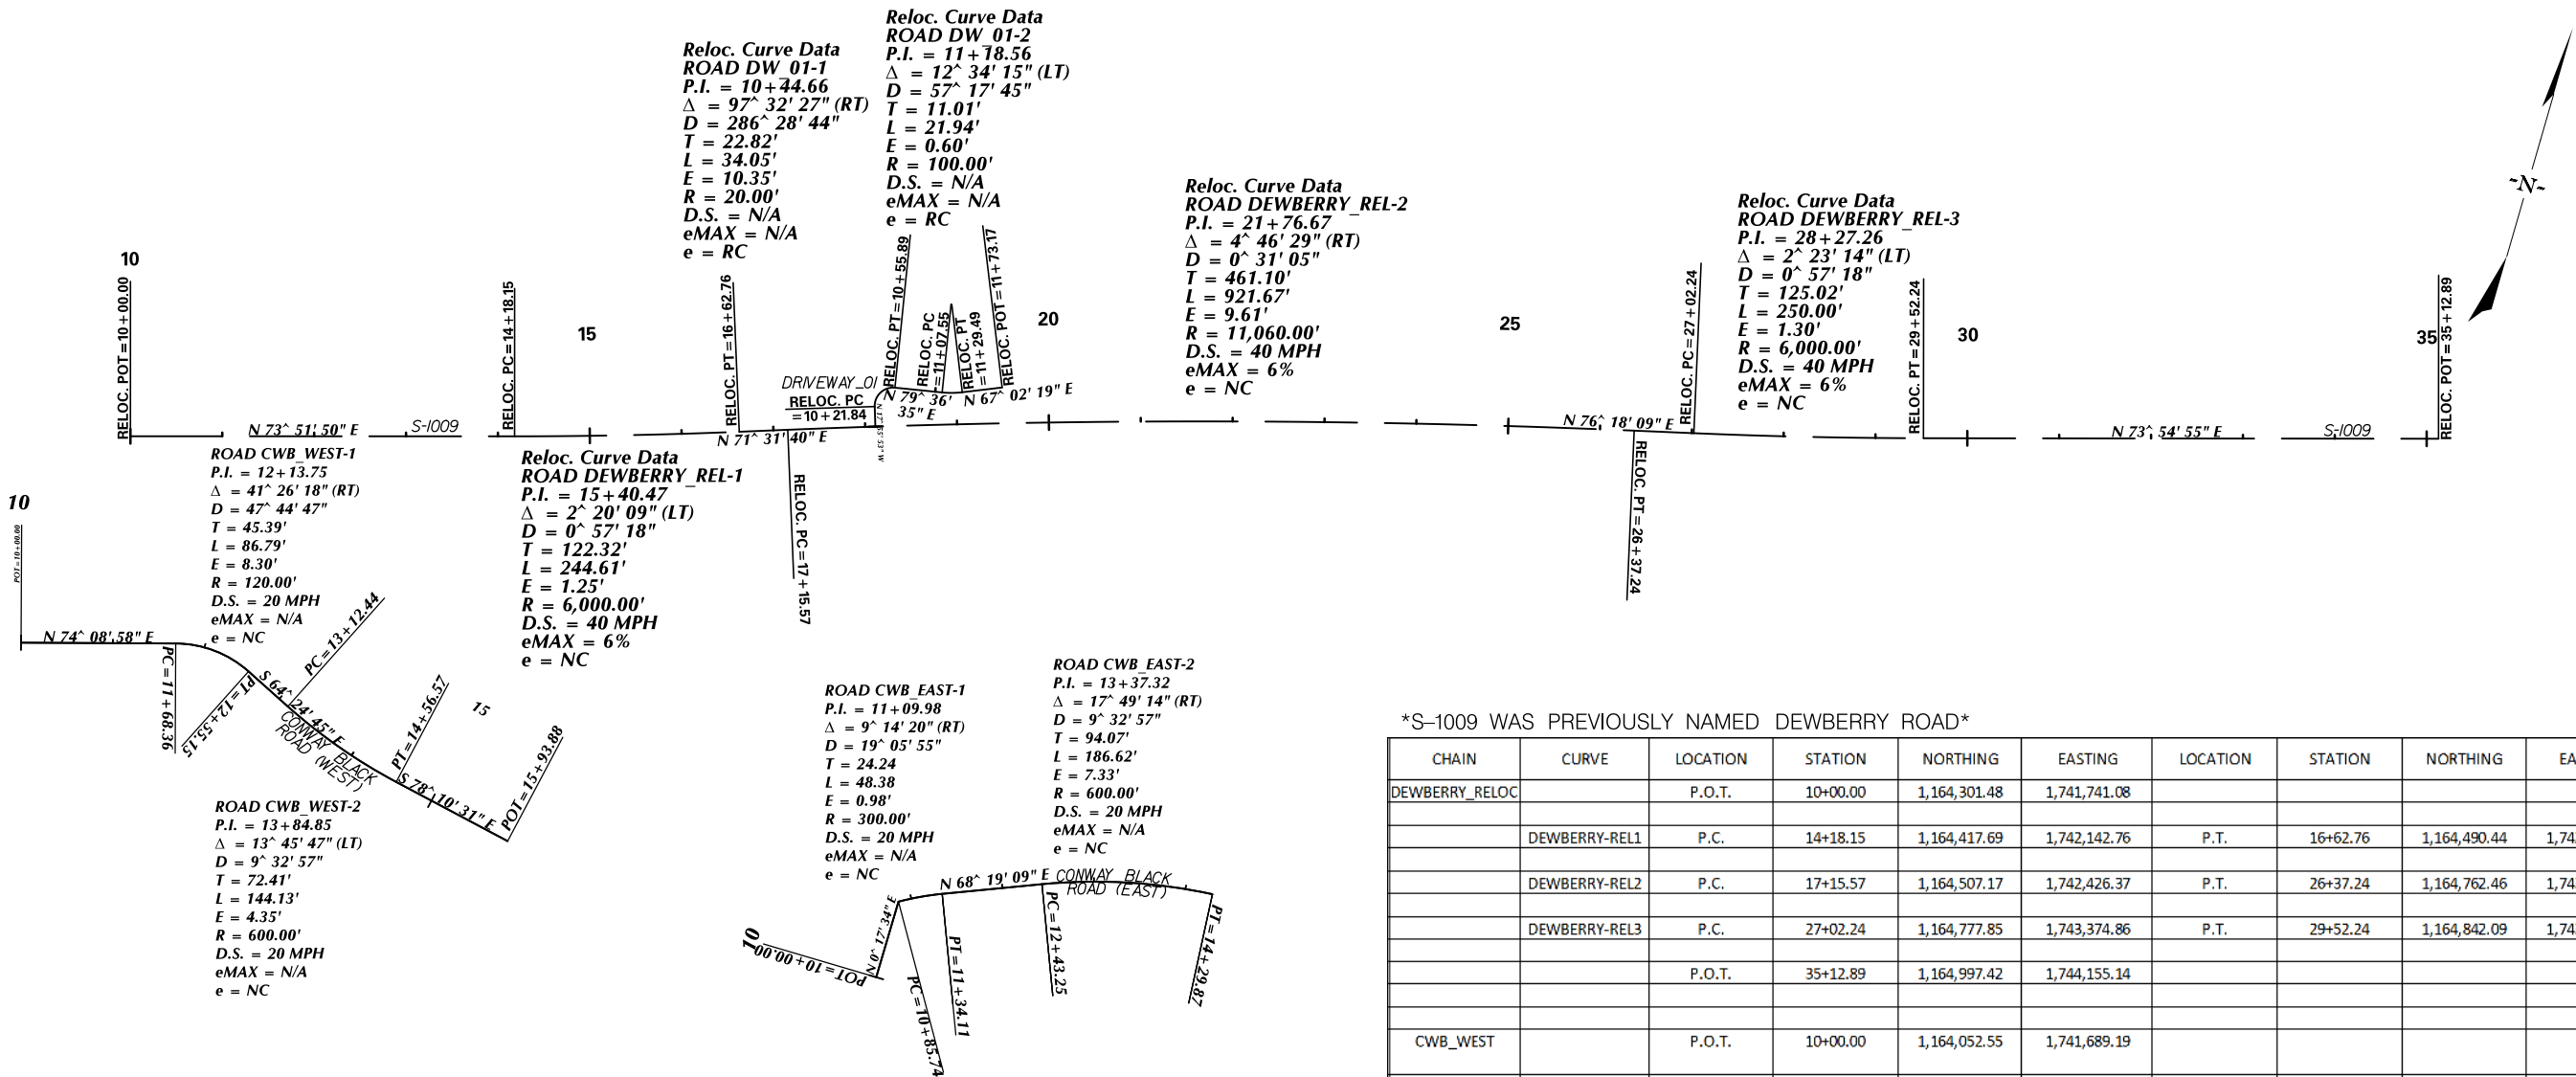 Reloc. Curve Data
ROAD DW_01-1
P.I. = 10+44.66
Δ = 97^ 32' 27" (RT)
D = 286^ 28' 44"
T = 22.82'
L = 34.05'
E = 10.35'
R = 20.00'
D.S. = N/A
eMAX = N/A
e = RC
Reloc. Curve Data
ROAD DW_01-2
P.I. = 11+18.56
Δ = 12^ 34' 15" (LT)
D = 57^ 17' 45"
T = 11.01'
L = 21.94'
E = 0.60'
R = 100.00'
D.S. = N/A
eMAX = N/A
e = RC
Reloc. Curve Data
ROAD DEWBERRY_REL-2
P.I. = 21+76.67
Δ = 4^ 46' 29" (RT)
D = 0^ 31' 05"
T = 461.10'
L = 921.67'
E = 9.61'
R = 11,060.00'
D.S. = 40 MPH
eMAX = 6%
e = NC
Reloc. Curve Data
ROAD DEWBERRY_REL-3
P.I. = 28+27.26
Δ = 2^ 23' 14" (LT)
D = 0^ 57' 18"
T = 125.02'
L = 250.00'
E = 1.30'
R = 6,000.00'
D.S. = 40 MPH
eMAX = 6%
e = NC
-N-
10
15
20
25
30
35
RELOC. POT=10+00.00
RELOC. PC=14+18.15
RELOC. PT=16+62.76
RELOC. PT=10+55.89
RELOC. PC
=11+07.55
RELOC. PT
=11+29.49
RELOC. POT=11+73.17
RELOC. PC=27+02.24
RELOC. PT=29+52.24
RELOC. POT=35+12.89
DRIVEWAY_01
RELOC. PC
=10+21.84
N 79^ 36'
35" E
N 67^ 02' 19" E
N 73^ 51' 50" E
S-1009
N 71^ 31' 40" E
N 76^ 18' 09" E
N 73^ 54' 55" E
S-1009
RELOC. PC=17+15.57
RELOC. PT=26+37.24
ROAD CWB_WEST-1
P.I. = 12+13.75
Δ = 41^ 26' 18" (RT)
D = 47^ 44' 47"
T = 45.39'
L = 86.79'
E = 8.30'
R = 120.00'
D.S. = 20 MPH
eMAX = N/A
e = NC
Reloc. Curve Data
ROAD DEWBERRY_REL-1
P.I. = 15+40.47
Δ = 2^ 20' 09" (LT)
D = 0^ 57' 18"
T = 122.32'
L = 244.61'
E = 1.25'
R = 6,000.00'
D.S. = 40 MPH
eMAX = 6%
e = NC
10
POT=10+00.00
N 74^ 08' 58" E
PC=11+68.36
PT=12+55.15
S 64^ 24' 45" E
PC=13+12.44
CONWAY BLACK
ROAD (WEST)
PT=14+56.57
15
S 78^ 10' 31" E
POT=15+93.88
ROAD CWB_WEST-2
P.I. = 13+84.85
Δ = 13^ 45' 47" (LT)
D = 9^ 32' 57"
T = 72.41'
L = 144.13'
E = 4.35'
R = 600.00'
D.S. = 20 MPH
eMAX = N/A
e = NC
ROAD CWB_EAST-1
P.I. = 11+09.98
Δ = 9^ 14' 20" (RT)
D = 19^ 05' 55"
T = 24.24
L = 48.38
E = 0.98'
R = 300.00'
D.S. = 20 MPH
eMAX = N/A
e = NC
ROAD CWB_EAST-2
P.I. = 13+37.32
Δ = 17^ 49' 14" (RT)
D = 9^ 32' 57"
T = 94.07'
L = 186.62'
E = 7.33'
R = 600.00'
D.S. = 20 MPH
eMAX = N/A
e = NC
10
POT=10+00.00
N 0^ 17' 34" E
PC=10+85.74
PT=11+34.11
N 68^ 19' 09" E
CONWAY BLACK
ROAD (EAST)
PC=12+43.25
PT=14+29.87
*S-1009 WAS PREVIOUSLY NAMED DEWBERRY ROAD*
CHAIN CURVE LOCATION STATION NORTHING EASTING LOCATION STATION NORTHING EA
DEWBERRY_RELOC P.O.T. 10+00.00 1,164,301.48 1,741,741.08
DEWBERRY-REL1 P.C. 14+18.15 1,164,417.69 1,742,142.76 P.T. 16+62.76 1,164,490.44 1,74
DEWBERRY-REL2 P.C. 17+15.57 1,164,507.17 1,742,426.37 P.T. 26+37.24 1,164,762.46 1,74
DEWBERRY-REL3 P.C. 27+02.24 1,164,777.85 1,743,374.86 P.T. 29+52.24 1,164,842.09 1,74
P.O.T. 35+12.89 1,164,997.42 1,744,155.14
CWB_WEST P.O.T. 10+00.00 1,164,052.55 1,741,689.19